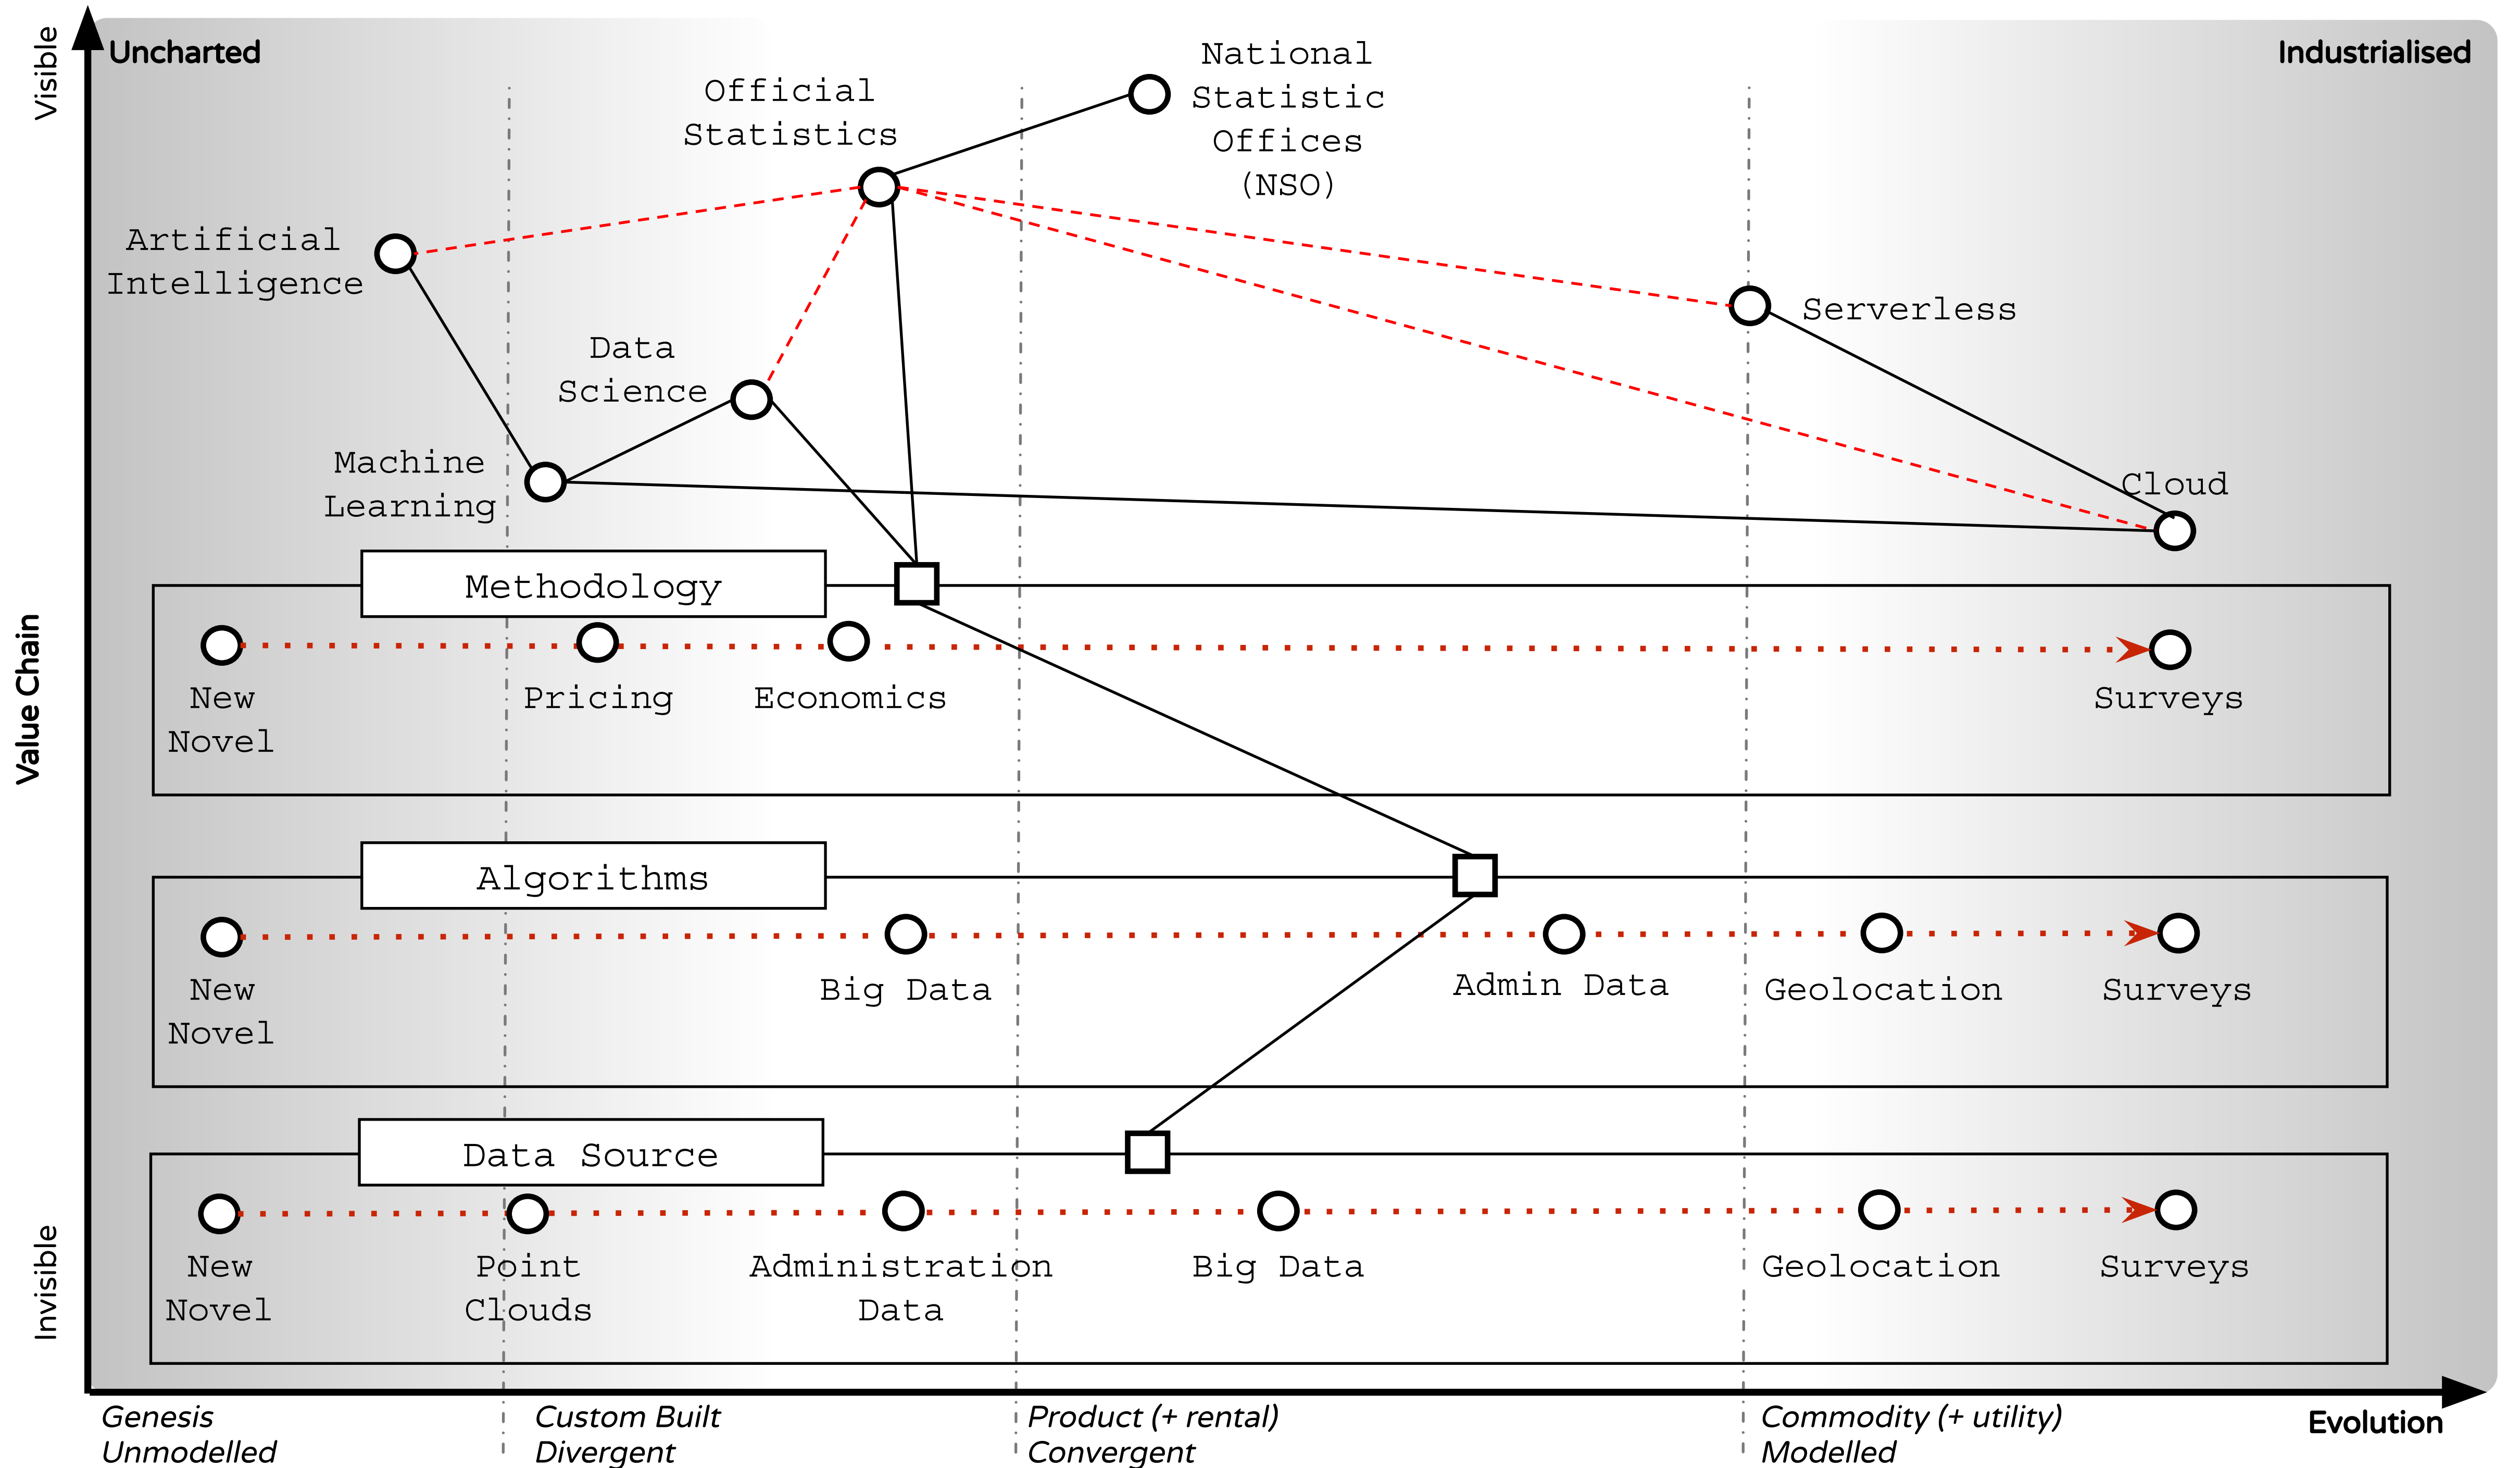 Visible
Uncharted
Industrialised
National
Statistic
Offices
(NSO)
Official
Statistics
Artificial
Intelligence
Serverless
Data
Science
Machine
Learning
Cloud
Value Chain
Methodology
New
Novel
Pricing
Economics
Surveys
Algorithms
New
Novel
Big Data
Admin Data
Geolocation
Surveys
Data Source
New
Novel
Point
Clouds
Administration
Data
Big Data
Geolocation
Surveys
Invisible
Genesis
Unmodelled
Custom Built
Divergent
Product (+ rental)
Convergent
Commodity (+ utility)
Modelled
Evolution